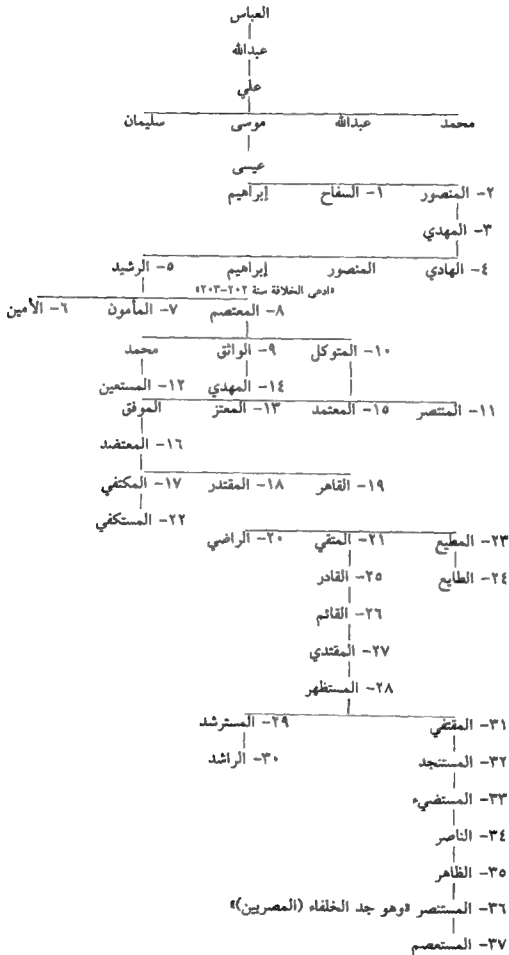 العباس
عبدالله
علي
محمد عبدالله موسى سليمان
عيسى
٢- المنصور ١- السفاح إبراهيم
٣- المهدي
٤- الهادي المنصور إبراهيم ٥- الرشيد
«ادعى الخلافة سنة ٢٠٢-٢٠٣»
٨- المعتصم ٧- المأمون ٦- الأمين
١٠- المتوكل ٩- الواثق محمد
١٤- المهدي ١٢- المستعين
١١- المنتصر ١٥- المعتمد ١٣- المعتز الموفق
١٦- المعتضد
١٩- القاهر ١٨- المقتدر ١٧- المكتفي
٢٢- المستكفي
٢٣- المطيع ٢١- المتقي ٢٠- الراضي
٢٤- الطايع ٢٥- القادر
٢٦- القائم
٢٧- المقتدي
٢٨- المستظهر
٣١- المقتفي ٢٩- المسترشد
٣٢- المستنجد ٣٠- الراشد
٣٣- المستضيء
٣٤- الناصر
٣٥- الظاهر
٣٦- المستنصر «وهو جد الخلفاء (المصريين)»
٣٧- المستعصم